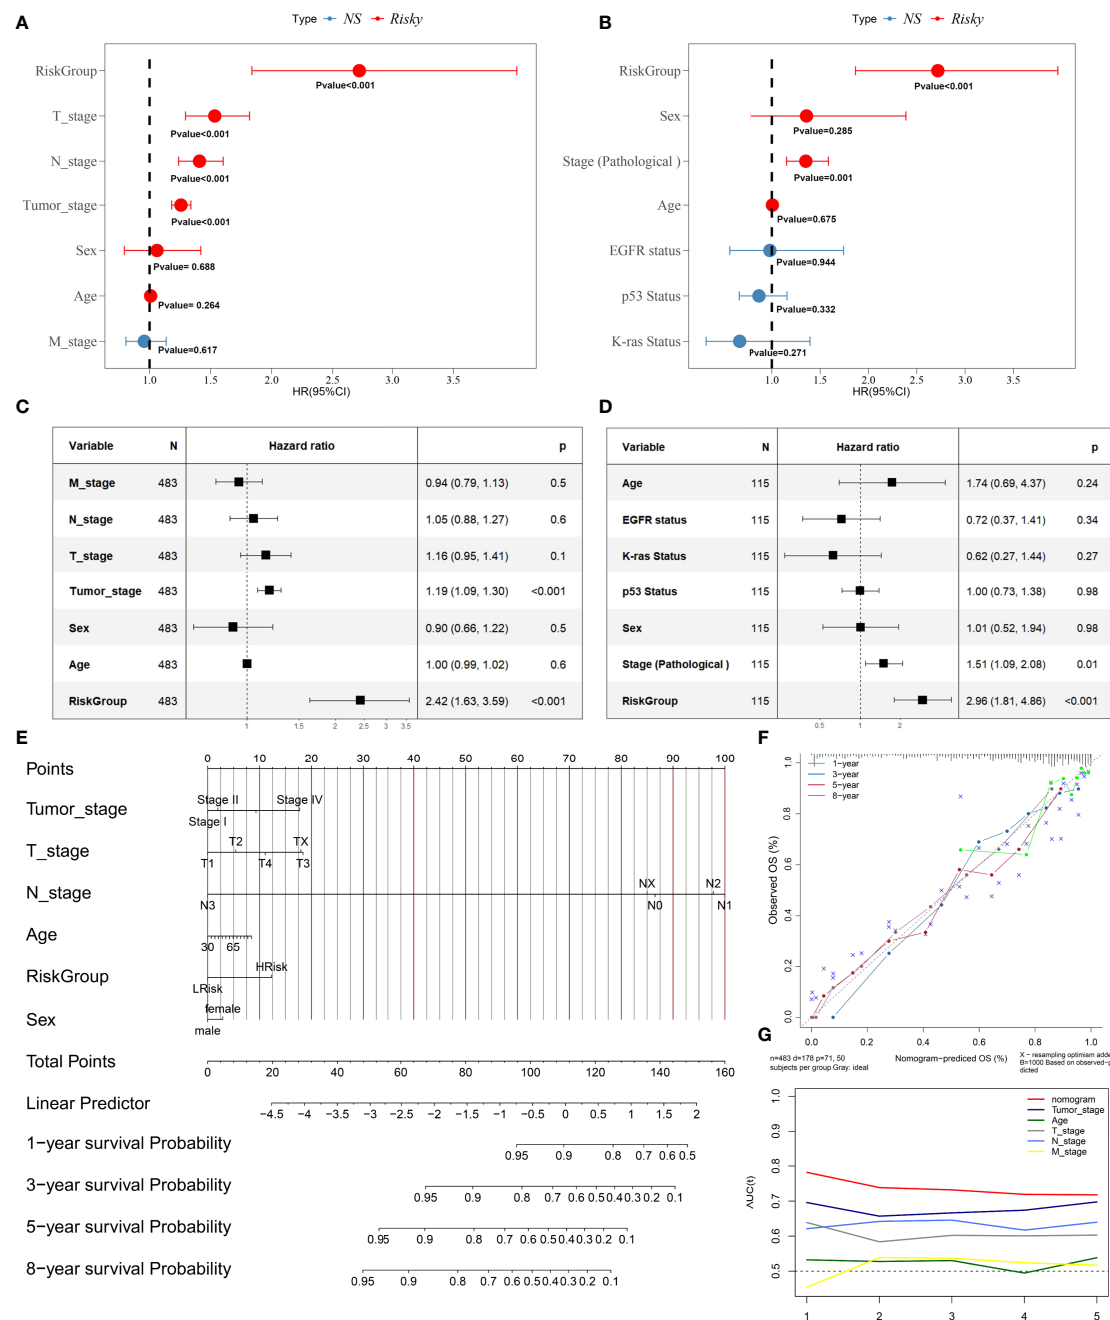 A
Type NS Risky
RiskGroup
Pvalue<0.001
T_stage
Pvalue<0.001
N_stage
Pvalue<0.001
Tumor_stage
Pvalue<0.001
Sex
Pvalue= 0.688
Age
Pvalue= 0.264
M_stage
Pvalue=0.617
1.0 1.5 2.0 2.5 3.0 3.5
HR(95%CI)
B
Type NS Risky
RiskGroup
Pvalue<0.001
Sex
Pvalue=0.285
Stage (Pathological )
Pvalue=0.001
Age
Pvalue=0.675
EGFR status
Pvalue=0.944
p53 Status
Pvalue=0.332
K-ras Status
Pvalue=0.271
1.0 1.5 2.0 2.5 3.0 3.5
HR(95%CI)
C
Variable N Hazard ratio p
M_stage 483 0.94 (0.79, 1.13) 0.5
N_stage 483 1.05 (0.88, 1.27) 0.6
T_stage 483 1.16 (0.95, 1.41) 0.1
Tumor_stage 483 1.19 (1.09, 1.30) <0.001
Sex 483 0.90 (0.66, 1.22) 0.5
Age 483 1.00 (0.99, 1.02) 0.6
RiskGroup 483 2.42 (1.63, 3.59) <0.001
1 1.5 2 2.5 3 3.5
D
Variable N Hazard ratio p
Age 115 1.74 (0.69, 4.37) 0.24
EGFR status 115 0.72 (0.37, 1.41) 0.34
K-ras Status 115 0.62 (0.27, 1.44) 0.27
p53 Status 115 1.00 (0.73, 1.38) 0.98
Sex 115 1.01 (0.52, 1.94) 0.98
Stage (Pathological ) 115 1.51 (1.09, 2.08) 0.01
RiskGroup 115 2.96 (1.81, 4.86) <0.001
0.5 1 2
E
0 10 20 30 40 50 60 70 80 90 100
Points
Stage II Stage IV
Tumor_stage
Stage I
T2 TX
T_stage
T1 T4 T3
NX N2
N_stage
N3 N0 N1
Age
30 65
HRisk
RiskGroup
LRisk
female
Sex
male
Total Points
0 20 40 60 80 100 120 140 160
Linear Predictor
−4.5 −4 −3.5 −3 −2.5 −2 −1.5 −1 −0.5 0 0.5 1 1.5 2
1−year survival Probability
0.95 0.9 0.8 0.7 0.6 0.5
3−year survival Probability
0.95 0.9 0.8 0.7 0.6 0.5 0.4 0.3 0.2 0.1
5−year survival Probability
0.95 0.9 0.8 0.7 0.6 0.5 0.4 0.3 0.2 0.1
8−year survival Probability
0.95 0.9 0.8 0.7 0.6 0.5 0.4 0.3 0.2 0.1
F
1-year
3-year
5-year
8-year
Observed OS (%)
1.0
0.8
0.6
0.4
0.2
0.0
0.0 0.2 0.4 0.6 0.8 1.0
Nomogram-prediced OS (%)
n=483 d=178 p=71, 50
subjects per group Gray: ideal
X − resampling optimism adde
B=1000 Based on observed-p
dicted
G
nomogram
Tumor_stage
Age
T_stage
N_stage
M_stage
AUC(t)
1.0
0.9
0.8
0.7
0.6
0.5
1 2 3 4 5